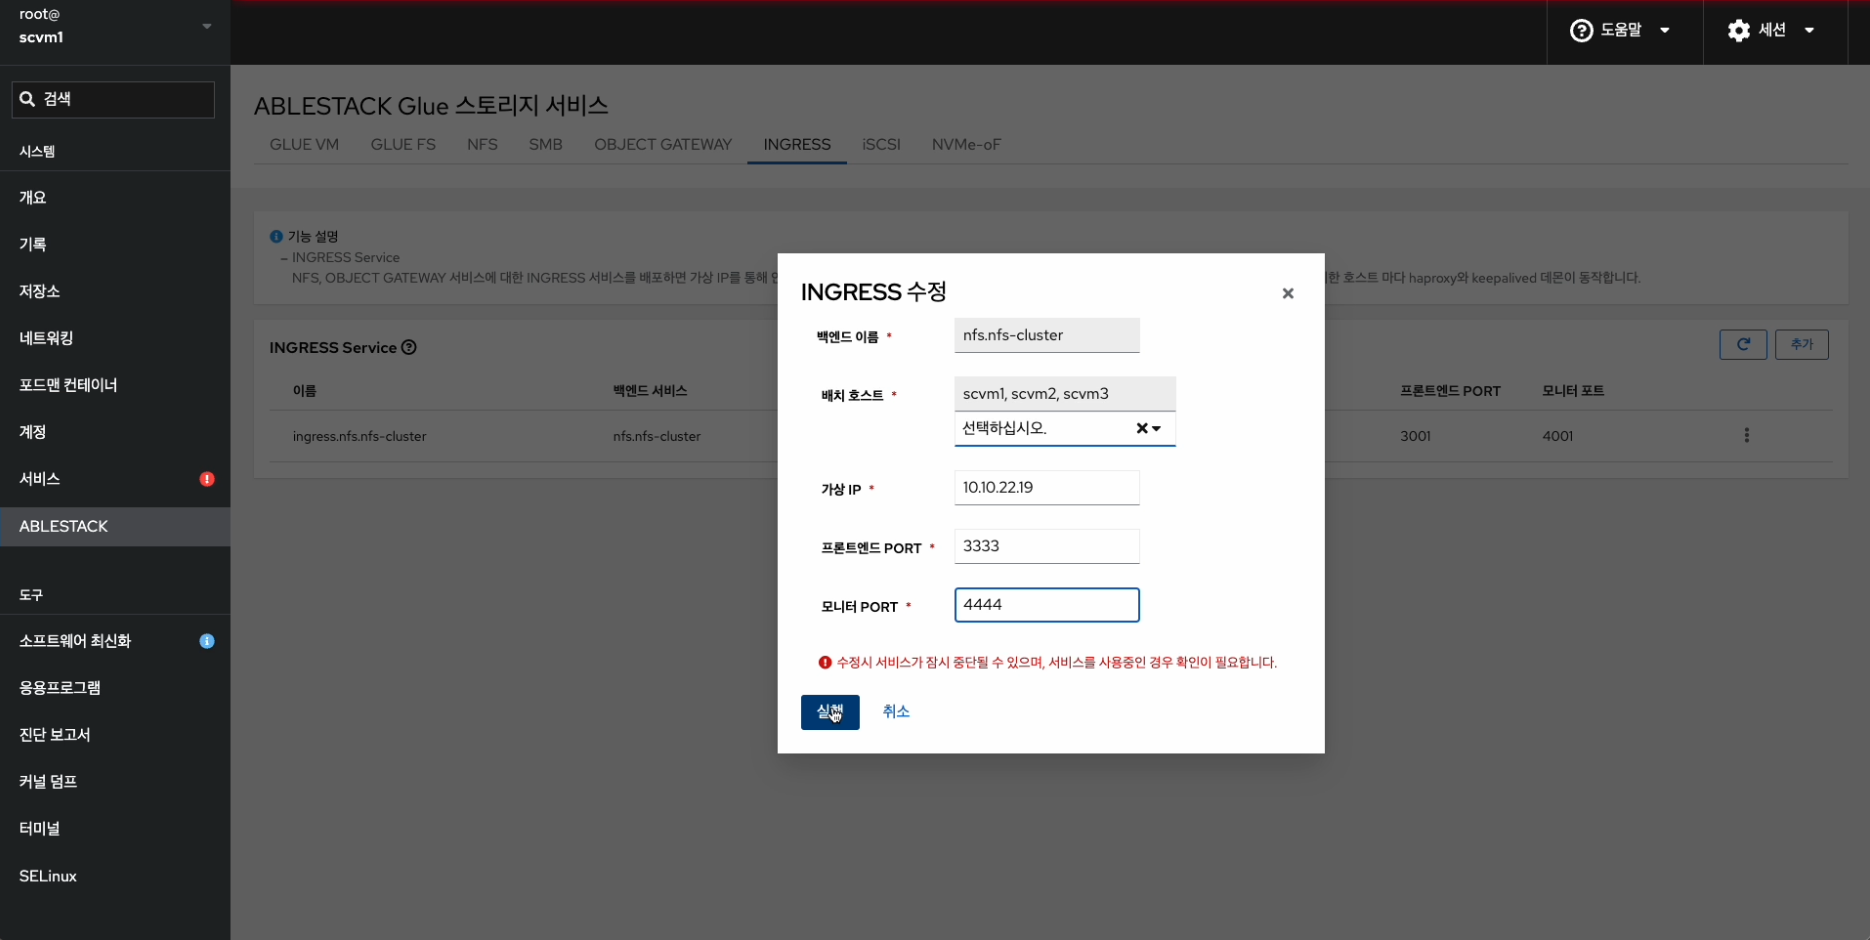 root@
scvm1
도움말
세션
검색
시스템
개요
기록
저장소
네트워킹
포드맨 컨테이너
계정
서비스
ABLESTACK
도구
소프트웨어 최신화
응용프로그램
진단 보고서
커널 덤프
터미널
SELinux
ABLESTACK Glue 스토리지 서비스
GLUE VM GLUE FS NFS SMB OBJECT GATEWAY INGRESS iSCSI NVMe-oF
기능 설명
– INGRESS Service
NFS, OBJECT GATEWAY 서비스에 대한 INGRESS 서비스를 배포하면 가상 IP를 통해 호스트 마다 haproxy와 keepalived 데몬이 동작합니다.
INGRESS Service
추가
이름 백엔드 서비스 프론트엔드 PORT 모니터 포트
ingress.nfs.nfs-cluster nfs.nfs-cluster 3001 4001
INGRESS 수정
백엔드 이름 * nfs.nfs-cluster
배치 호스트 * scvm1, scvm2, scvm3
선택하십시오.
가상 IP * 10.10.22.19
프론트엔드 PORT * 3333
모니터 PORT * 4444
수정시 서비스가 잠시 중단될 수 있으며, 서비스를 사용중인 경우 확인이 필요합니다.
실행 취소